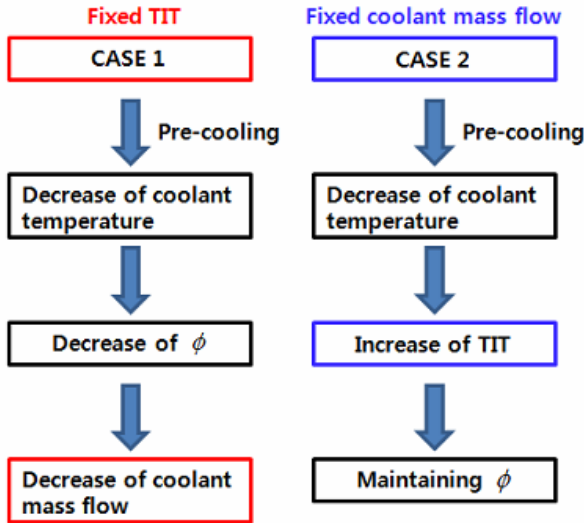 Fixed TIT
CASE 1
Pre-cooling
Decrease of coolant
temperature
Decrease of ϕ
Decrease of coolant
mass flow
Fixed coolant mass flow
CASE 2
Pre-cooling
Decrease of coolant
temperature
Increase of TIT
Maintaining ϕ